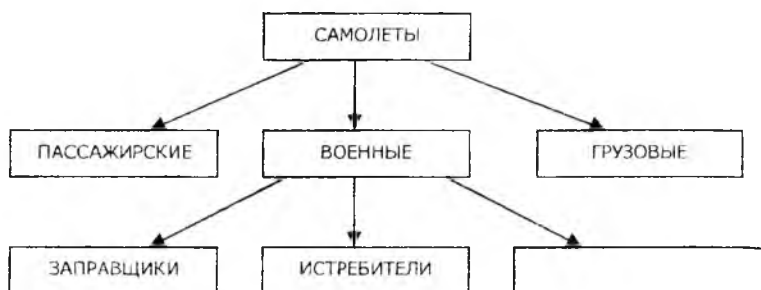 САМОЛЕТЫ
ПАССАЖИРСКИЕ
ВОЕННЫЕ
ГРУЗОВЫЕ
ЗАПРАВЩИКИ
ИСТРЕБИТЕЛИ